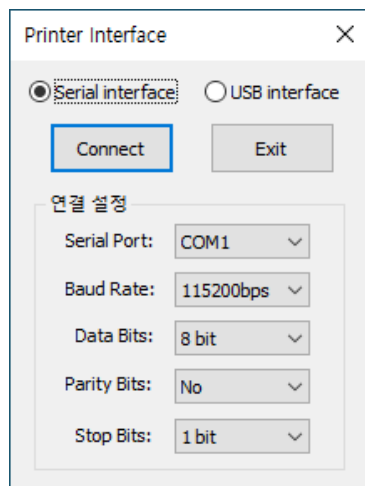 Printer Interface
Serial interface USB interface
Connect Exit
연결 설정
Serial Port: COM1
Baud Rate: 115200bps
Data Bits: 8 bit
Parity Bits: No
Stop Bits: 1 bit